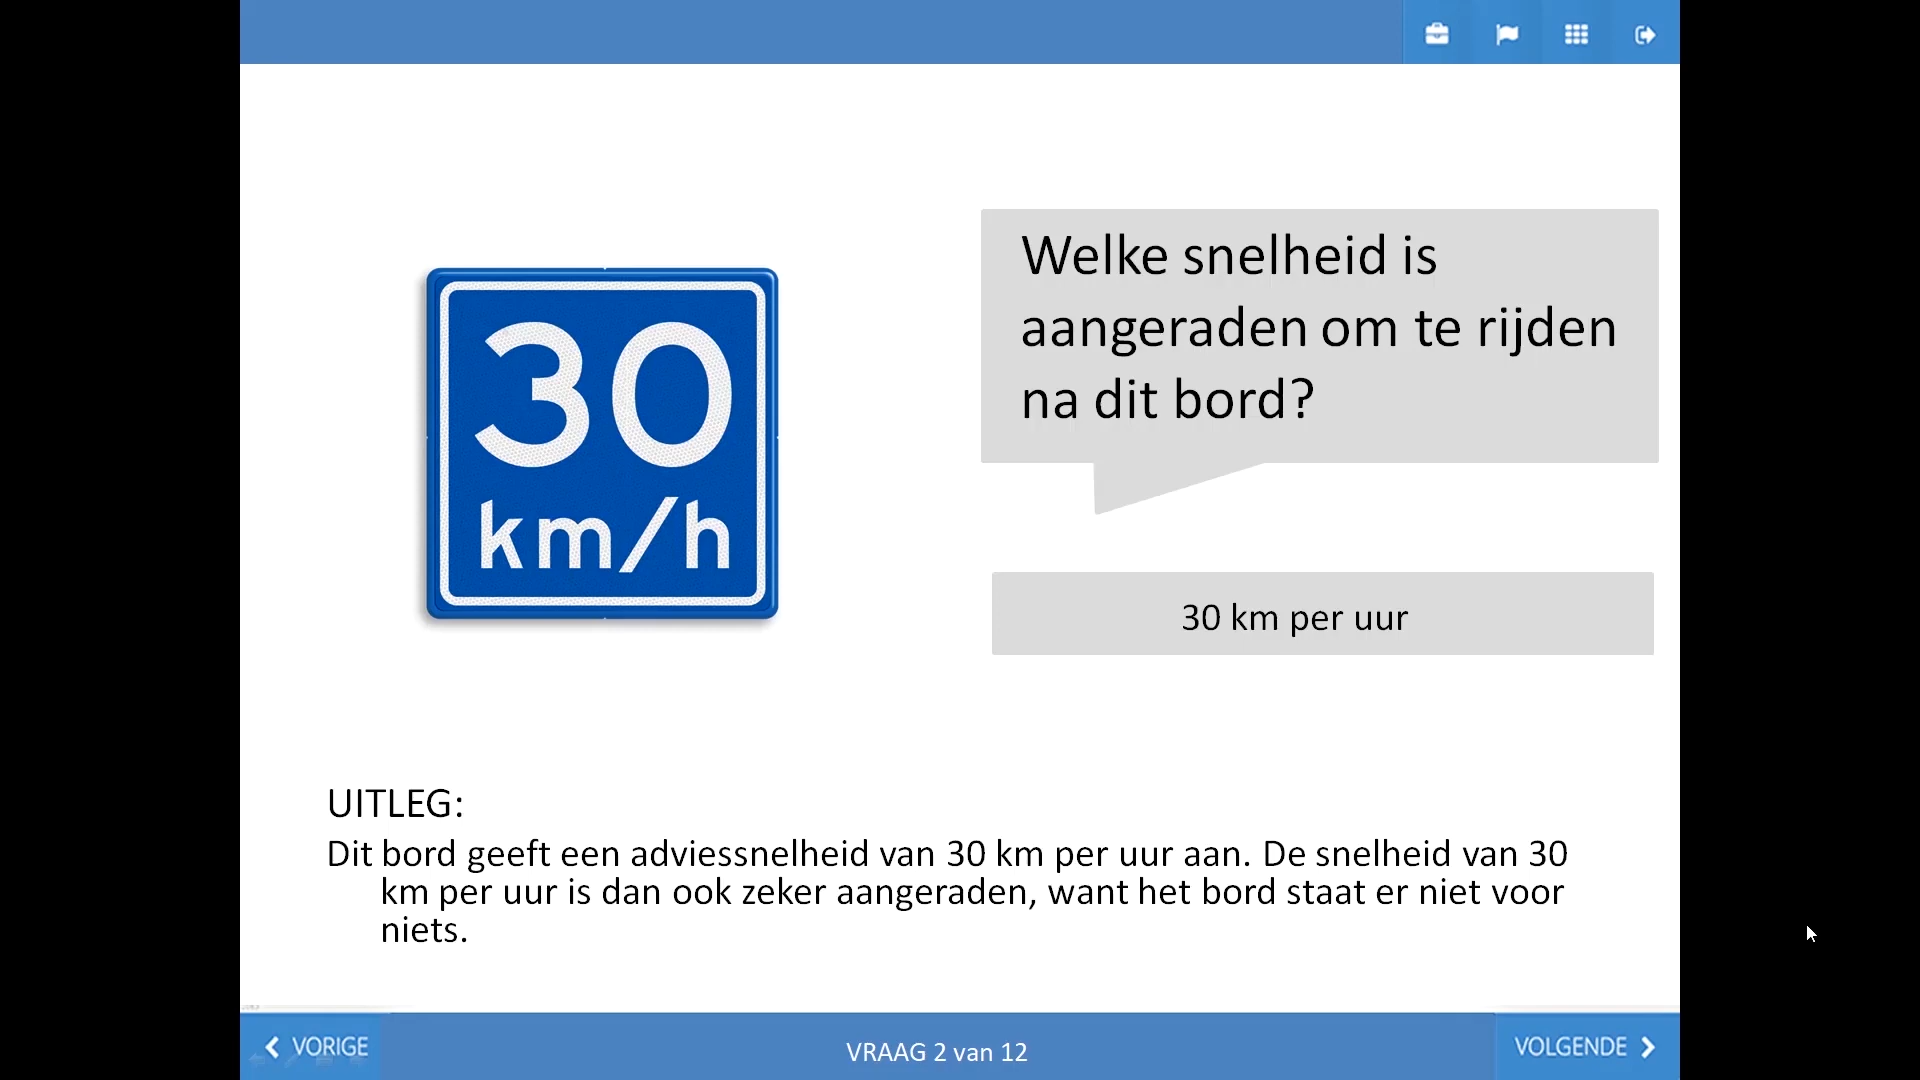 30
km/h
Welke snelheid is
aangeraden om te rijden
na dit bord?
30 km per uur
UITLEG:
Dit bord geeft een adviessnelheid van 30 km per uur aan. De snelheid van 30
km per uur is dan ook zeker aangeraden, want het bord staat er niet voor
niets.
VORIGE
VRAAG 2 van 12
VOLGENDE